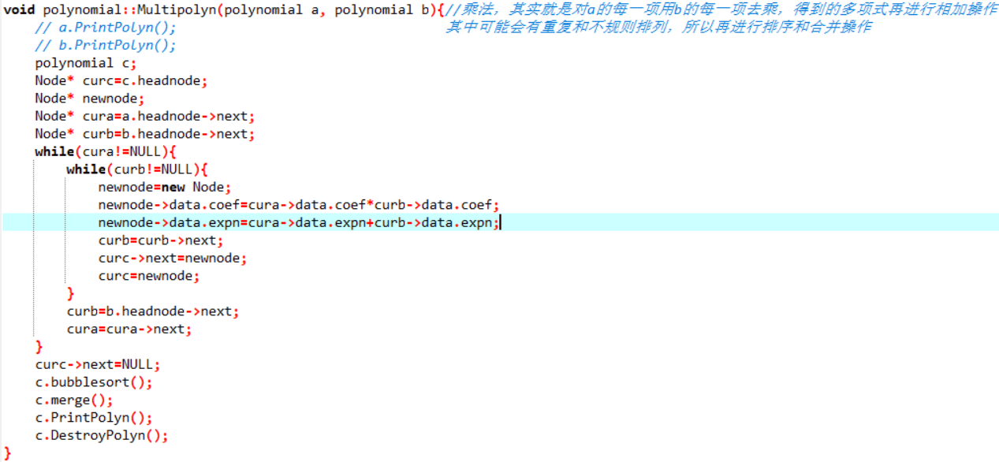 void polynomial::Multipolyn(polynomial a, polynomial b){//乘法，其实就是对a的每一项用b的每一项去乘，得到的多项式再进行相加操作
// a.PrintPolyn(); 其中可能会有重复和不规则排列，所以再进行排序和合并操作
// b.PrintPolyn();
polynomial c;
Node* curc=c.headnode;
Node* newnode;
Node* cura=a.headnode->next;
Node* curb=b.headnode->next;
while(cura!=NULL){
while(curb!=NULL){
newnode=new Node;
newnode->data.coef=cura->data.coef*curb->data.coef;
newnode->data.expn=cura->data.expn+curb->data.expn;
curb=curb->next;
curc->next=newnode;
curc=newnode;
}
curb=b.headnode->next;
cura=cura->next;
}
curc->next=NULL;
c.bubblesort();
c.merge();
c.PrintPolyn();
c.DestroyPolyn();
}